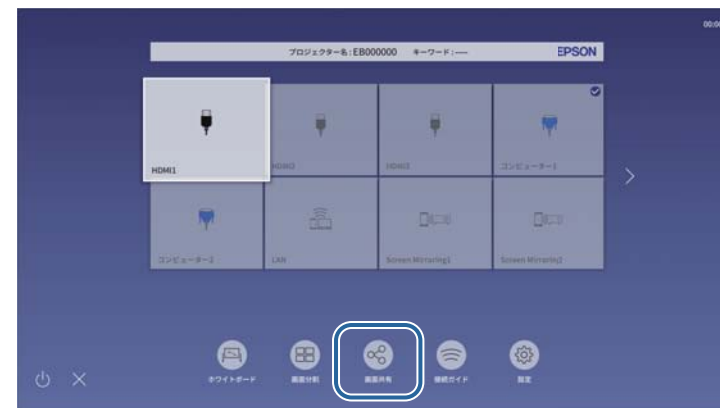 00:00
プロジェクター名:EB000000 キーワード:----
EPSON
HDMI1
HDMI2
HDMI3
コンピューター1
コンピューター2
LAN
Screen Mirroring1
Screen Mirroring2
ホワイトボード
画面分割
画面共有
接続ガイド
設定